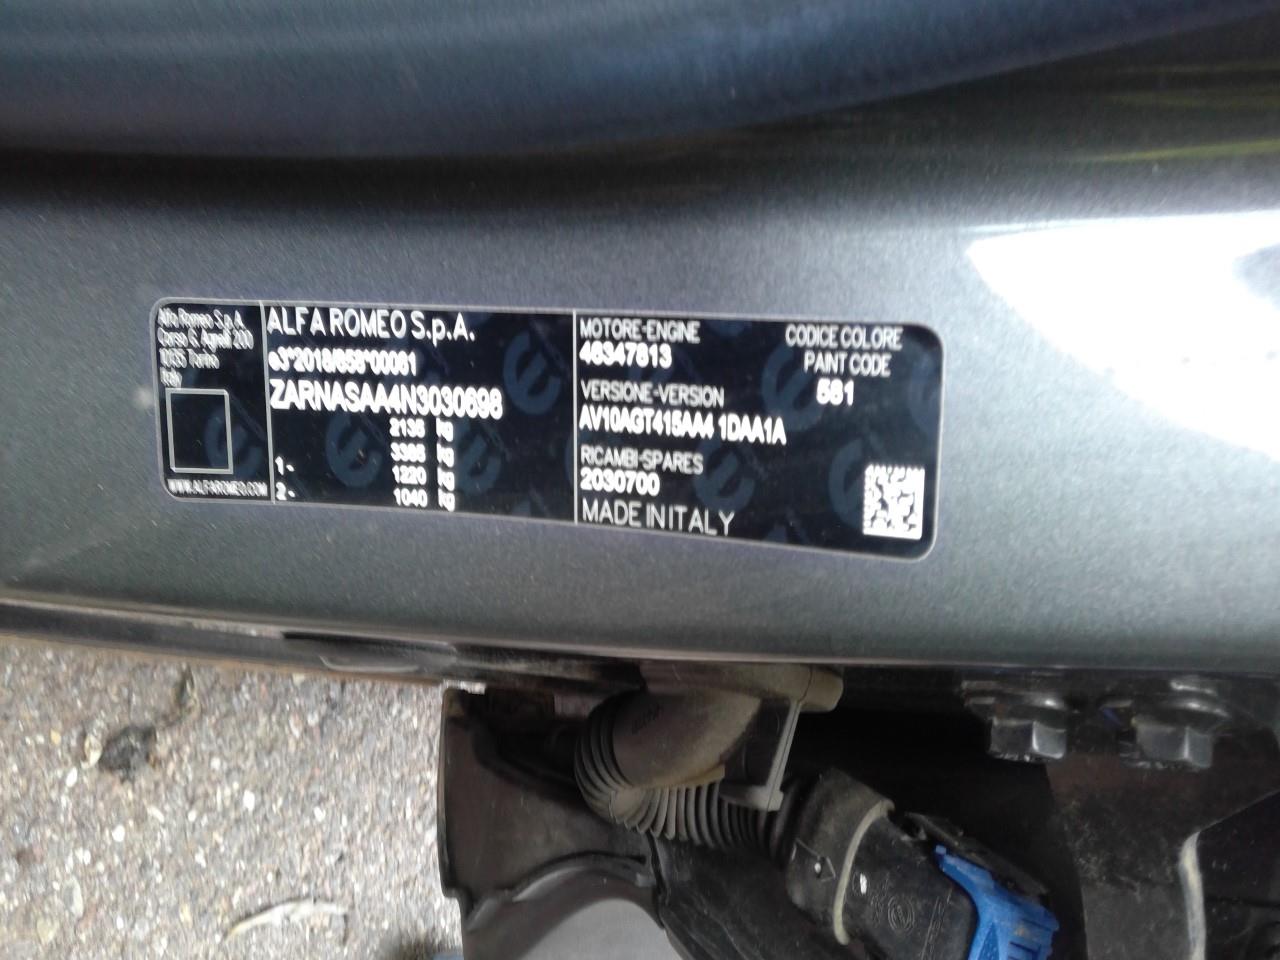 Alfa Romeo S.p.A.
Corso G. Agnelli 200
10135 Torino
Italy
WWW.ALFAROMEO.COM
ALFA ROMEO S.p.A.
e3*2018/858*00061
ZARNASAA4N3030698
2135 kg
3365 kg
1- 1220 kg
2- 1040 kg
MOTORE-ENGINE
46347813
VERSIONE-VERSION
AV10AGT415AA4 1DAA1A
RICAMBI-SPARES
2030700
MADE IN ITALY
CODICE COLORE
PAINT CODE
581